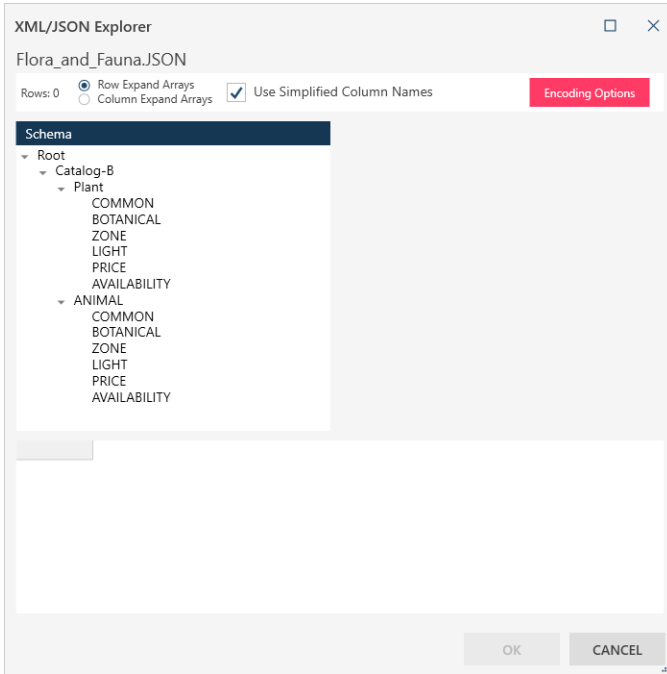 XML/JSON Explorer
Flora_and_Fauna.JSON
Rows: 0
Row Expand Arrays
Column Expand Arrays
Use Simplified Column Names
Encoding Options
Schema
Root
Catalog-B
Plant
COMMON
BOTANICAL
ZONE
LIGHT
PRICE
AVAILABILITY
ANIMAL
COMMON
BOTANICAL
ZONE
LIGHT
PRICE
AVAILABILITY
OK
CANCEL